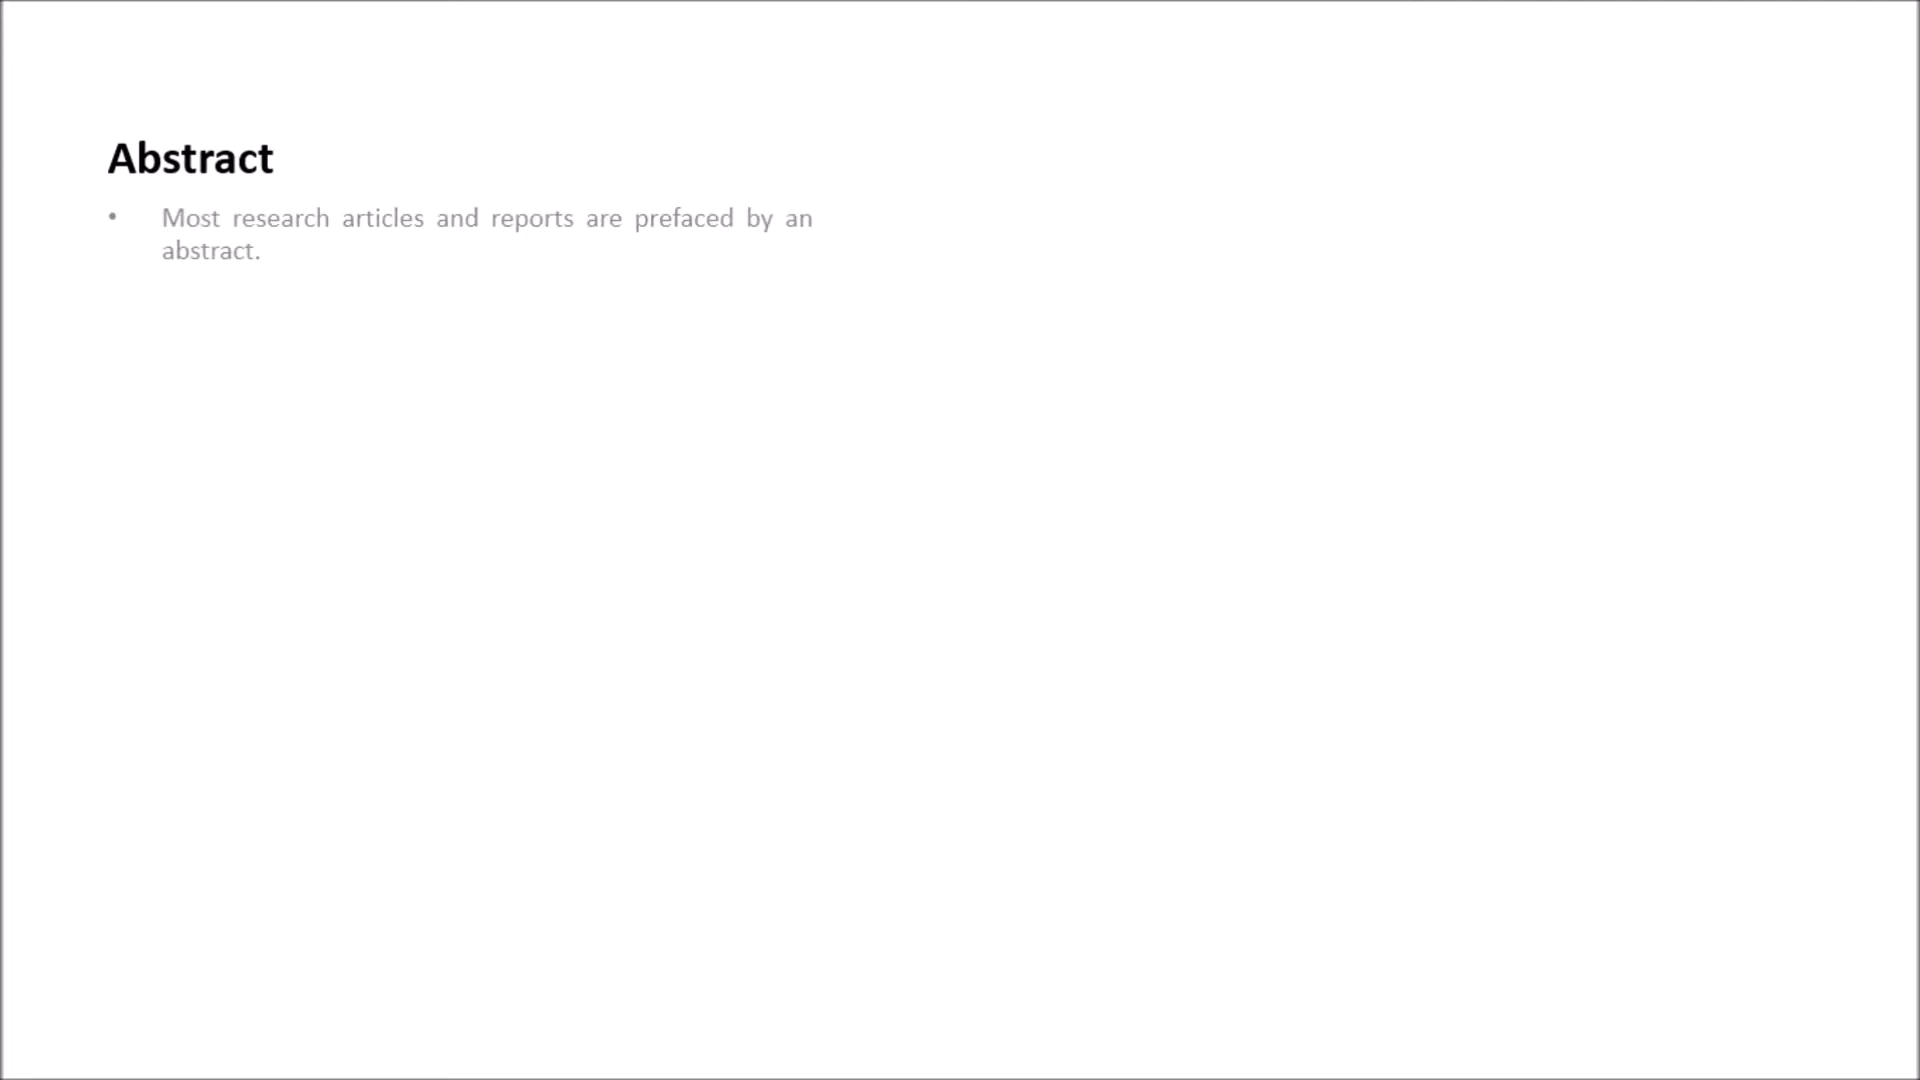 Abstract
• Most research articles and reports are prefaced by an
abstract.